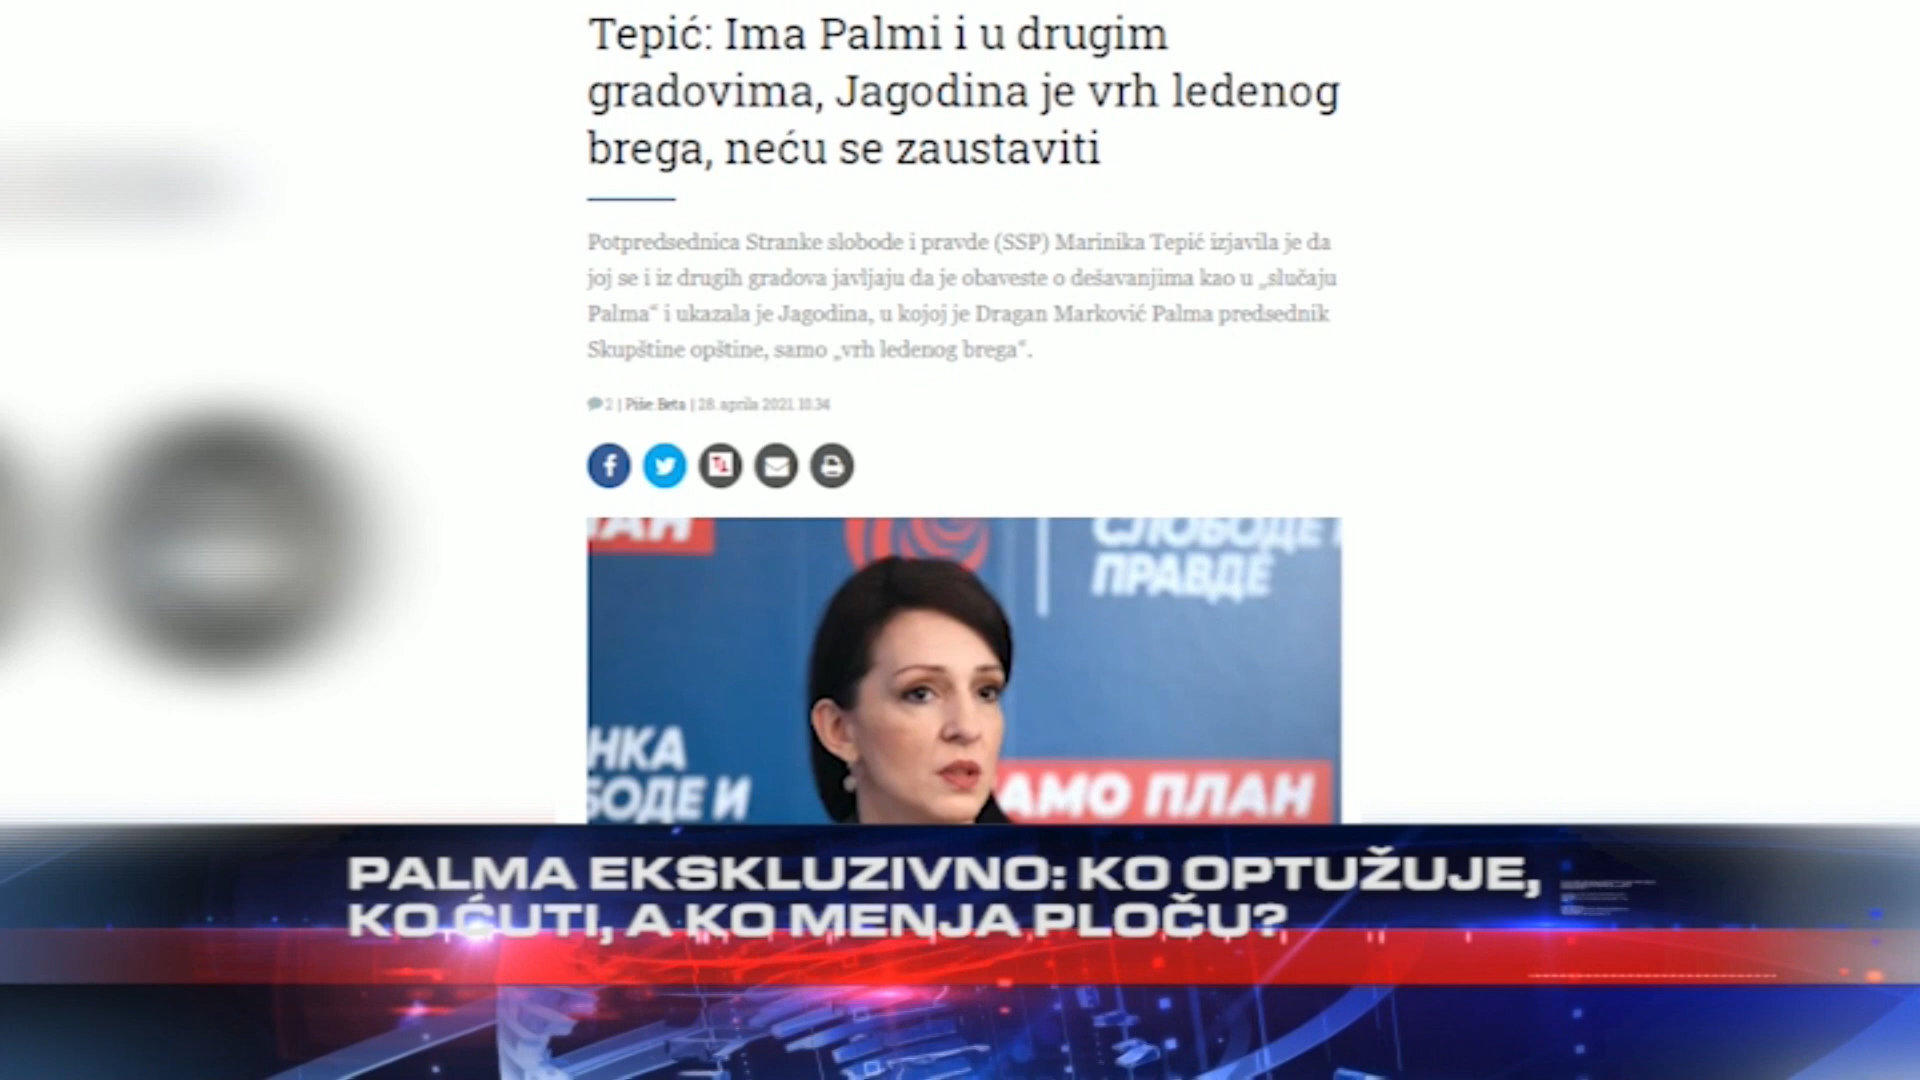 Tepić: Ima Palmi i u drugim
gradovima, Jagodina je vrh ledenog
brega, neću se zaustaviti
Potpredsednica Stranke slobode i pravde (SSP) Marinika Tepić izjavila je da
joj se i iz drugih gradova javljaju da je obaveste o dešavanjima kao u „slučaju
Palma“ i ukazala je Jagodina, u kojoj je Dragan Marković Palma predsednik
Skupštine opštine, samo „vrh ledenog brega“.
2 | Piše: Beta | 28. aprila 2021. 10.34
ЛАН
СЛОБОДЕ И
ПРАВДЕ
НКА
БОДЕ И
АМО ПЛАН
PALMA EKSKLUZIVNO: KO OPTUŽUJE,
KO ĆUTI, A KO MENJA PLOČU?